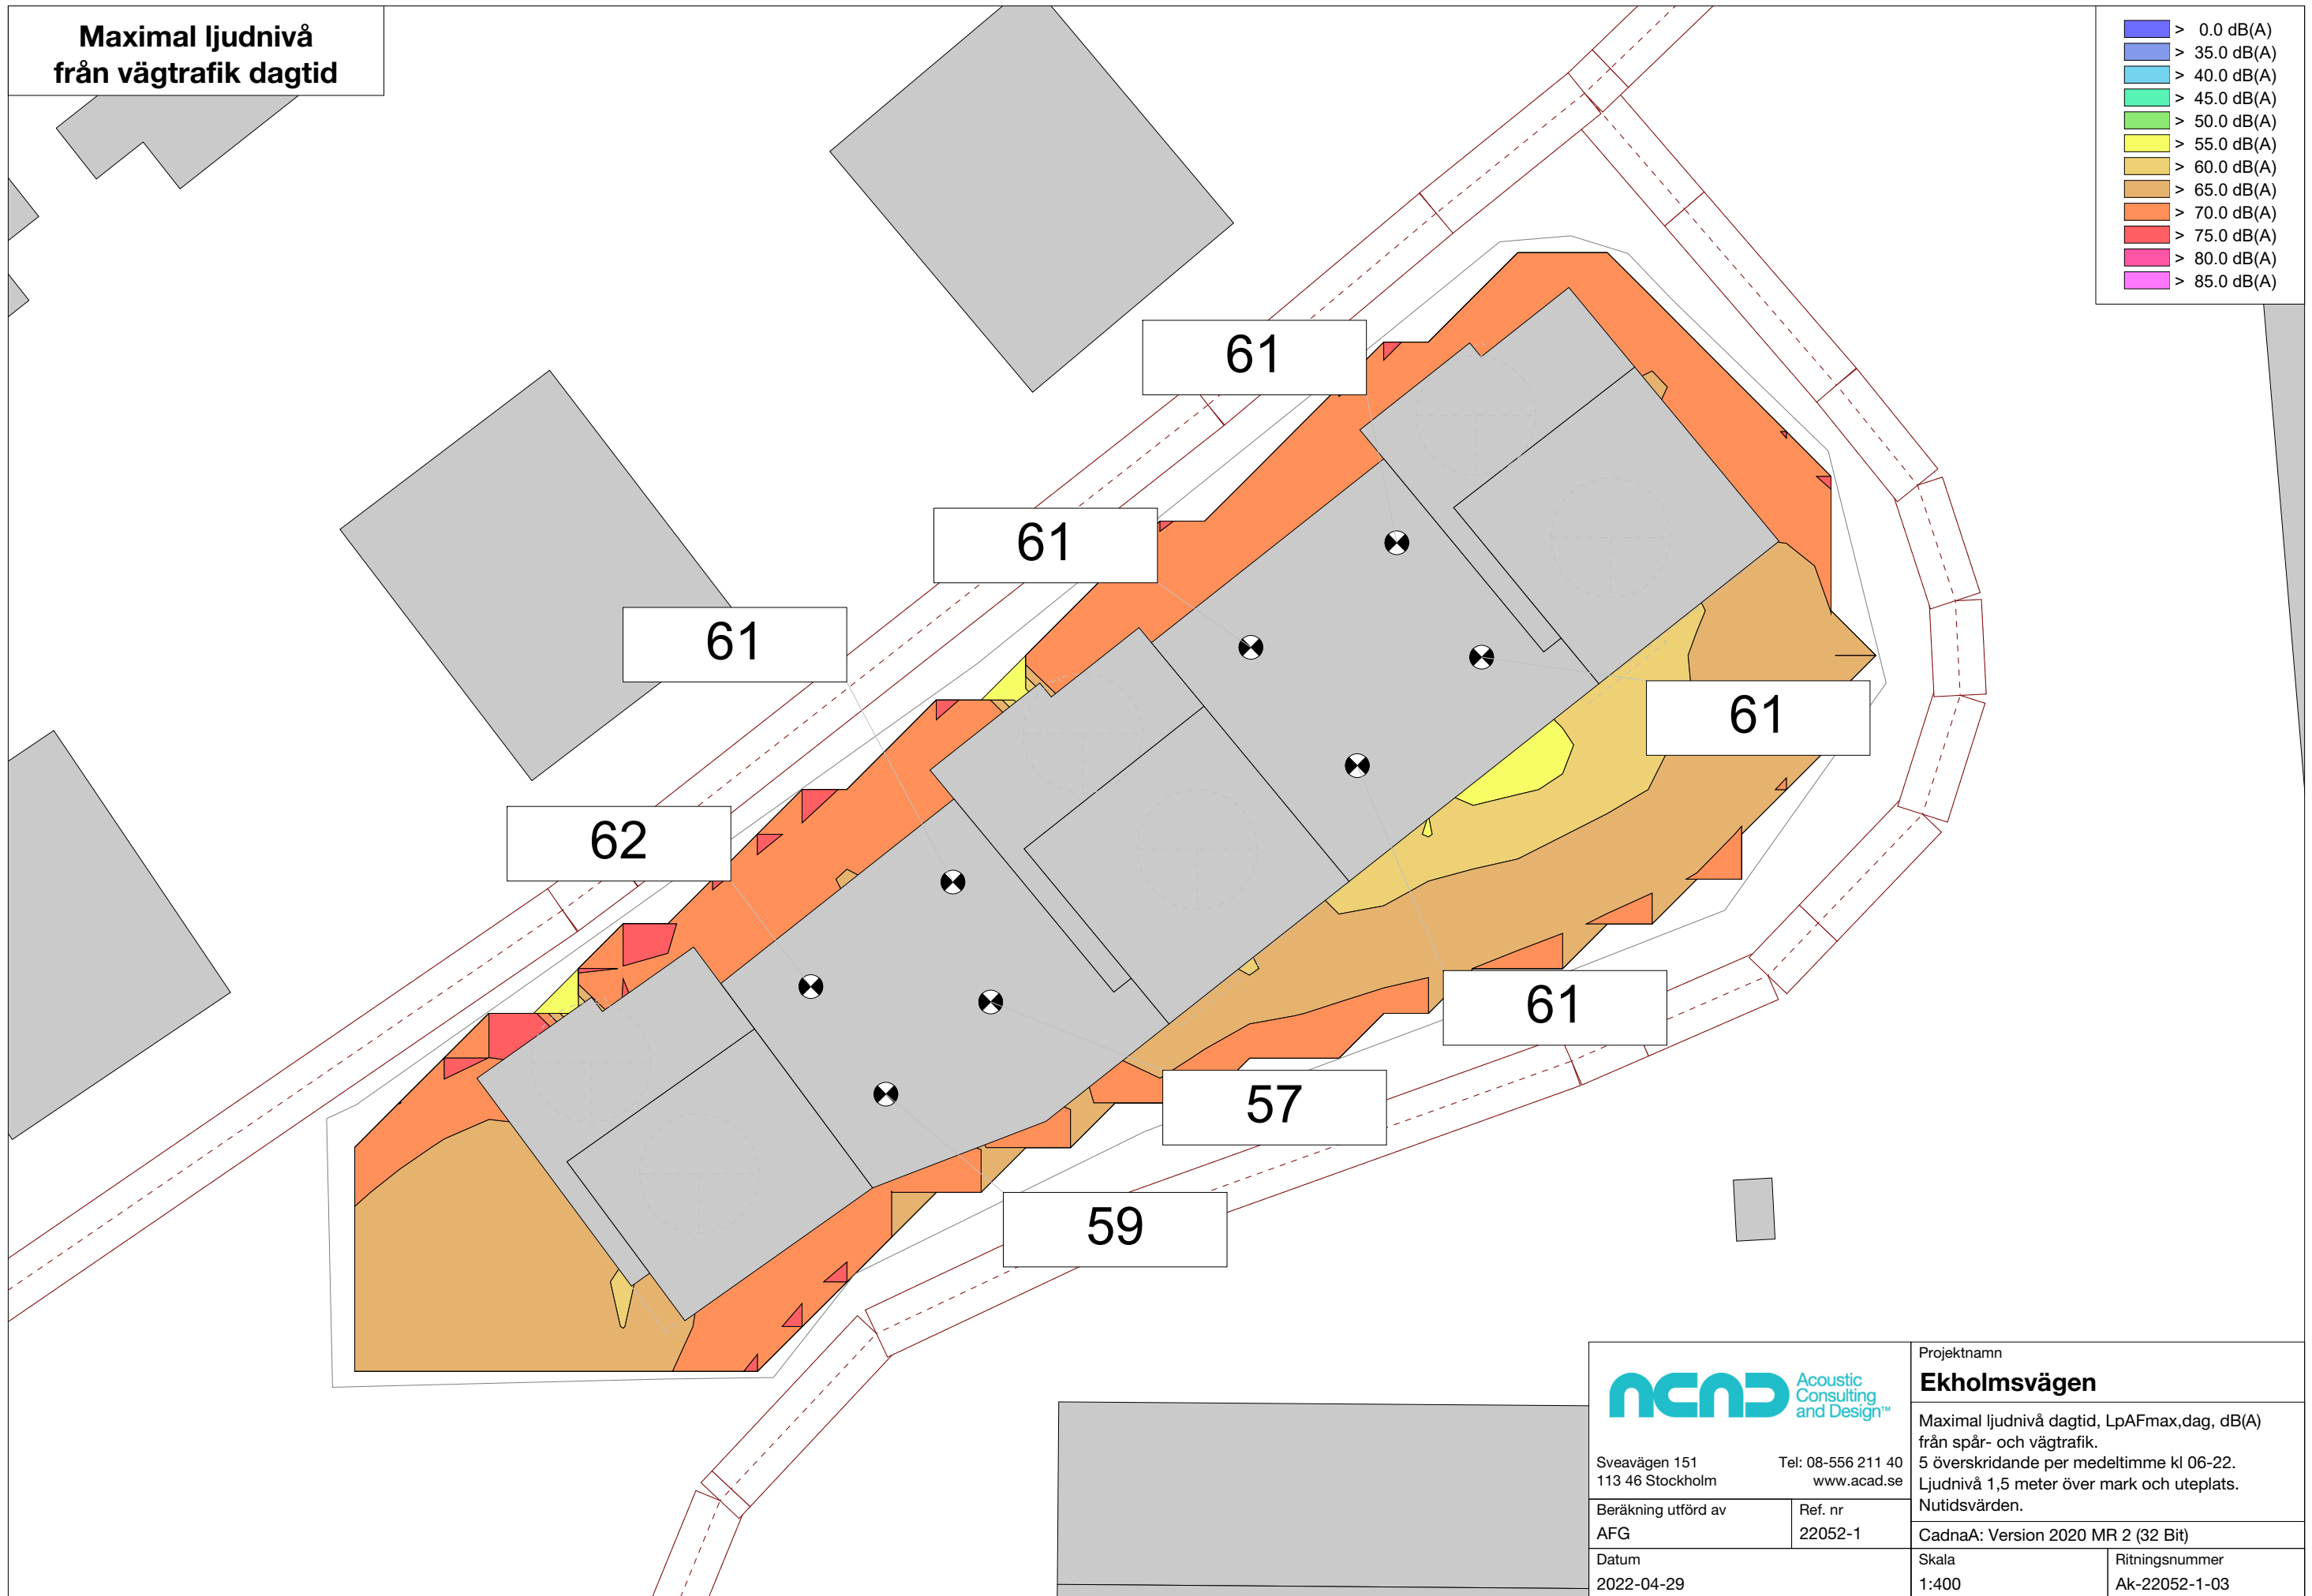 Maximal ljudnivå
från vägtrafik dagtid
> 0.0 dB(A)
> 35.0 dB(A)
> 40.0 dB(A)
> 45.0 dB(A)
> 50.0 dB(A)
> 55.0 dB(A)
> 60.0 dB(A)
> 65.0 dB(A)
> 70.0 dB(A)
> 75.0 dB(A)
> 80.0 dB(A)
> 85.0 dB(A)
61
61
61
61
62
61
57
59
ACAD
Acoustic
Consulting
and Design™
Sveavägen 151 Tel: 08-556 211 40
113 46 Stockholm www.acad.se
Beräkning utförd av
AFG
Ref. nr
22052-1
Datum
2022-04-29
Projektnamn
Ekholmsvägen
Maximal ljudnivå dagtid, LpAFmax,dag, dB(A)
från spår- och vägtrafik.
5 överskridande per medeltimme kl 06-22.
Ljudnivå 1,5 meter över mark och uteplats.
Nutidsvärden.
CadnaA: Version 2020 MR 2 (32 Bit)
Skala
1:400
Ritningsnummer
Ak-22052-1-03